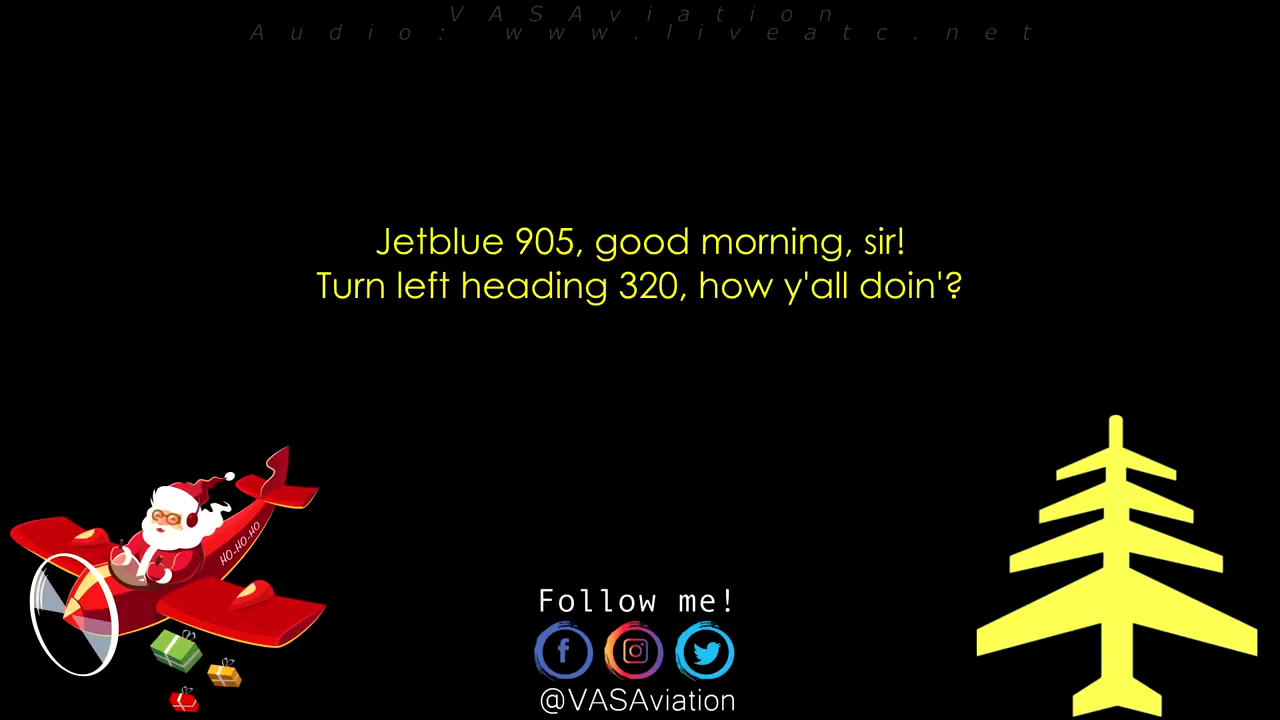 VASAviation
Audio: www.liveatc.net
Jetblue 905, good morning, sir!
Turn left heading 320, how y'all doin'?
HO-HO-HO
Follow me!
@VASAviation